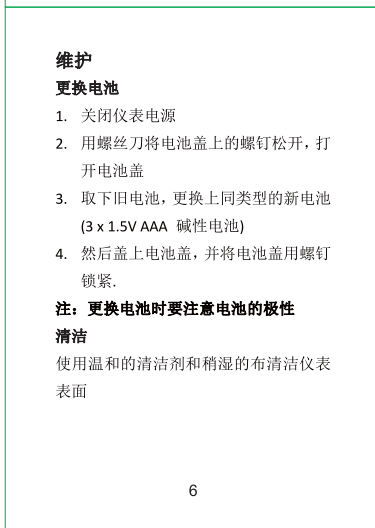 维护
更换电池
1. 关闭仪表电源
2. 用螺丝刀将电池盖上的螺钉松开，打
开电池盖
3. 取下旧电池，更换上同类型的新电池
(3 x 1.5V AAA 碱性电池)
4. 然后盖上电池盖，并将电池盖用螺钉
锁紧.
注：更换电池时要注意电池的极性
清洁
使用温和的清洁剂和稍湿的布清洁仪表
表面
6